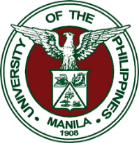 UNIVERSITY OF THE PHILIPPINES
MANILA
1908